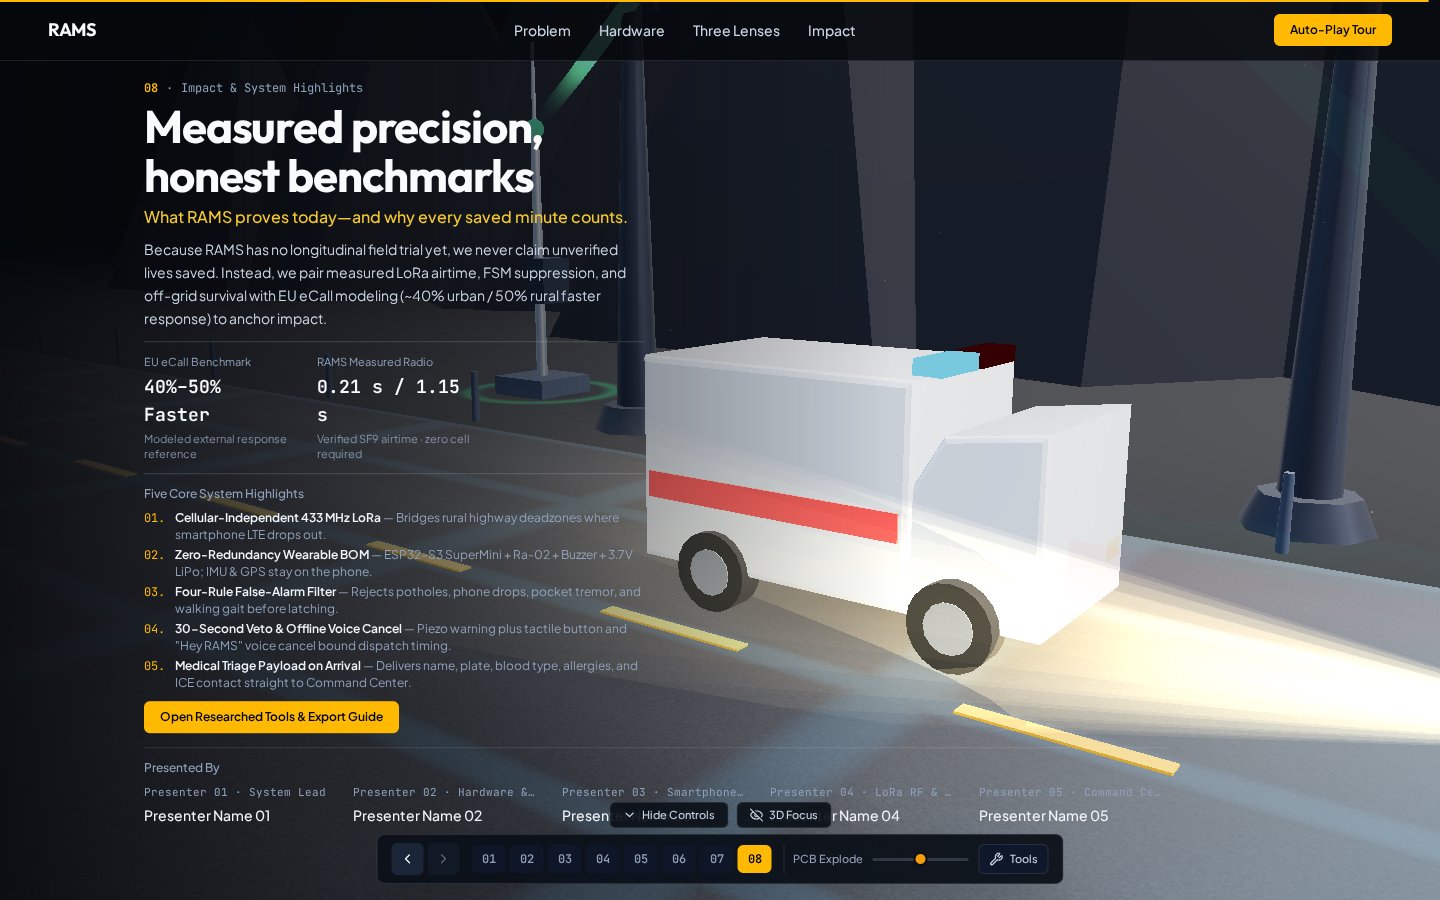 RAMS
Problem Hardware Three Lenses Impact
Auto-Play Tour
08 · Impact & System Highlights
Measured precision,
honest benchmarks
What RAMS proves today—and why every saved minute counts.
Because RAMS has no longitudinal field trial yet, we never claim unverified
lives saved. Instead, we pair measured LoRa airtime, FSM suppression, and
off-grid survival with EU eCall modeling (~40% urban / 50% rural faster
response) to anchor impact.
EU eCall Benchmark
40%–50%
Faster
Modeled external response
reference
RAMS Measured Radio
0.21 s / 1.15
s
Verified SF9 airtime · zero cell
required
Five Core System Highlights
01. Cellular-Independent 433 MHz LoRa — Bridges rural highway deadzones where
smartphone LTE drops out.
02. Zero-Redundancy Wearable BOM — ESP32-S3 SuperMini + Ra-02 + Buzzer + 3.7V
LiPo; IMU & GPS stay on the phone.
03. Four-Rule False-Alarm Filter — Rejects potholes, phone drops, pocket tremor, and
walking gait before latching.
04. 30-Second Veto & Offline Voice Cancel — Piezo warning plus tactile button and
"Hey RAMS" voice cancel bound dispatch timing.
05. Medical Triage Payload on Arrival — Delivers name, plate, blood type, allergies, and
ICE contact straight to Command Center.
Open Researched Tools & Export Guide
Presented By
Presenter 01 · System Lead
Presenter Name 01
Presenter 02 · Hardware &…
Presenter Name 02
Presenter 03 · Smartphone…
Presen
Presenter 04 · LoRa RF & …
r Name 04
Presenter 05 · Command Ce…
Presenter Name 05
Hide Controls
3D Focus
01 02 03 04 05 06 07 08
PCB Explode
Tools